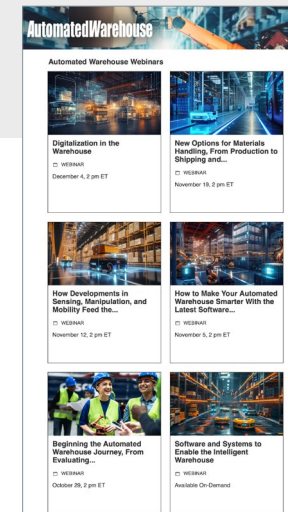 AutomatedWarehouse
Automated Warehouse Webinars
Digitalization in the
Warehouse
WEBINAR
December 4, 2 pm ET
New Options for Materials
Handling, From Production to
Shipping and...
WEBINAR
November 19, 2 pm ET
How Developments in
Sensing, Manipulation, and
Mobility Feed the...
WEBINAR
November 12, 2 pm ET
How to Make Your Automated
Warehouse Smarter With the
Latest Software...
WEBINAR
November 5, 2 pm ET
Beginning the Automated
Warehouse Journey, From
Evaluating...
WEBINAR
October 29, 2 pm ET
Software and Systems to
Enable the Intelligent
Warehouse
WEBINAR
Available On-Demand